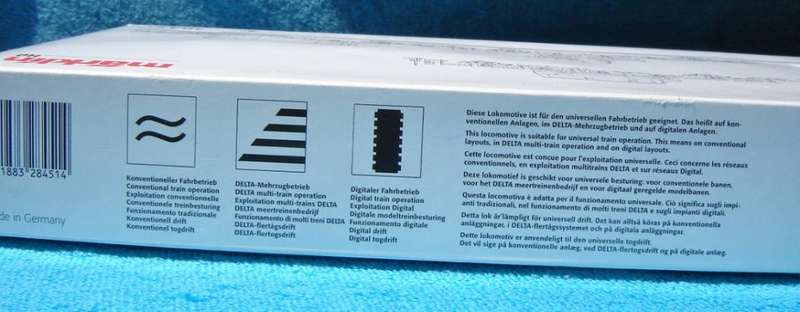 märklin
1883 284514
Made in Germany
Konventioneller Fahrbetrieb
Conventional train operation
Exploitation conventionelle
Conventionele treinbesturing
Funzionamento tradizionale
Konventionell drift
Konventionel togdrift
DELTA-Mehrzugbetrieb
DELTA multi-train operation
Exploitation multi-trains DELTA
DELTA meertreinenbedrijf
Funzionamento di molti treni DELTA
DELTA-flertågsdrift
DELTA-flertogsdrift
Digitaler Fahrbetrieb
Digital train operation
Exploitation Digital
Digitale modeltreinbesturing
Funzionamento digitale
Digital drift
Digital togdrift
Diese Lokomotive ist für den universellen Fahrbetrieb geeignet. Das heißt auf kon-
ventionellen Anlagen, im DELTA-Mehrzugbetrieb und auf digitalen Anlagen.
This locomotive is suitable for universal train operation. This means on conventional
layouts, in DELTA multi-train operation and on digital layouts.
Cette locomotive est conçue pour l'exploitation universelle. Ceci concerne les réseaux
conventionnels, en exploitation multitrains DELTA et sur réseaux Digital.
Deze lokomotief is geschikt voor universele besturing: voor conventionele banen,
voor het DELTA meertreinenbedrijf en voor digitaal geregelde modelbanen.
Questa locomotiva è adatta per il funzionamento universale. Ciò significa sugli impi-
anti tradizionali, nel funzionamento di molti treni DELTA e sugli impianti digitali.
Detta lok är lämpligt för universell drift. Det kan alltså köras på konventionella
anläggningar, i DELTA-flertågssystemet och på digitala anläggningar.
Dette lokomotiv er anvendeligt til den universelle togdrift.
Det vil sige på konventionelle anlæg, ved DELTA-flertogsdrift og på digitale anlæg.